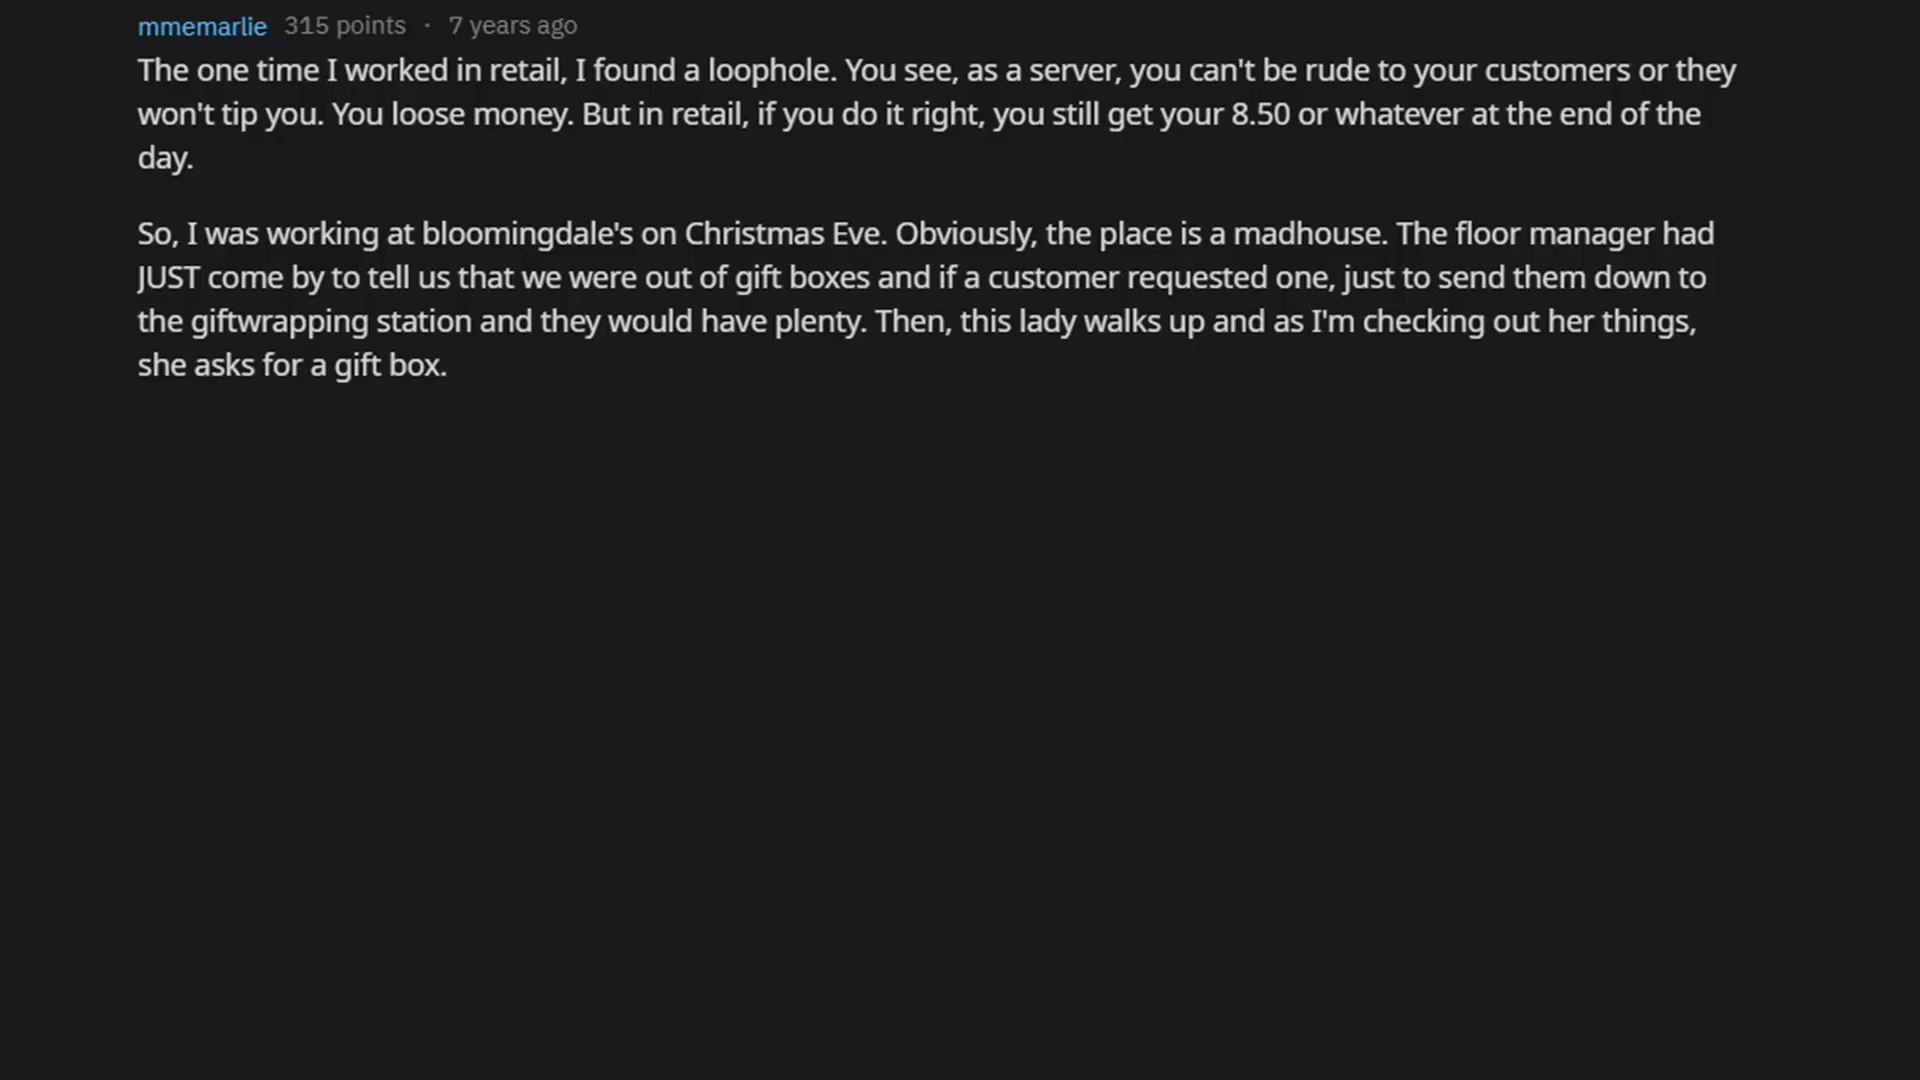 mmemarlie 315 points · 7 years ago
The one time I worked in retail, I found a loophole. You see, as a server, you can't be rude to your customers or they
won't tip you. You loose money. But in retail, if you do it right, you still get your 8.50 or whatever at the end of the
day.
So, I was working at bloomingdale's on Christmas Eve. Obviously, the place is a madhouse. The floor manager had
JUST come by to tell us that we were out of gift boxes and if a customer requested one, just to send them down to
the giftwrapping station and they would have plenty. Then, this lady walks up and as I'm checking out her things,
she asks for a gift box.